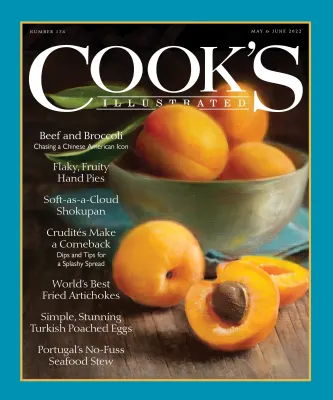 NUMBER 176
MAY & JUNE 2022
COOK'S
ILLUSTRATED
Beef and Broccoli
Chasing a Chinese American Icon
Flaky, Fruity
Hand Pies
Soft-as-a-Cloud
Shokupan
Crudités Make
a Comeback
Dips and Tips for
a Splashy Spread
World's Best
Fried Artichokes
Simple, Stunning
Turkish Poached Eggs
Portugal's No-Fuss
Seafood Stew